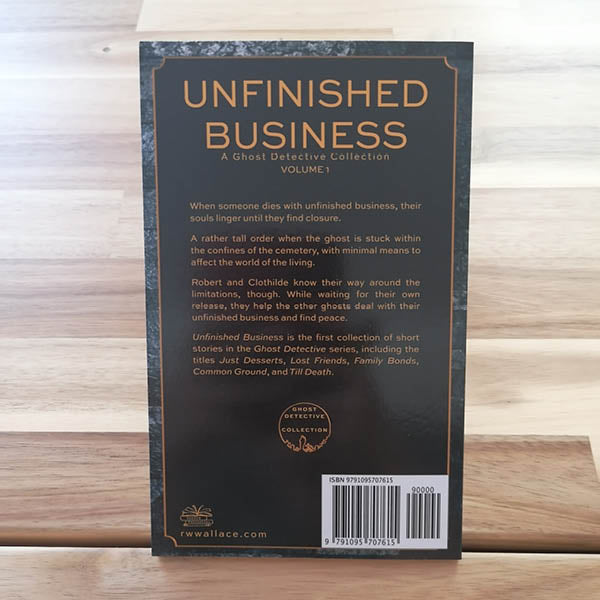 UNFINISHED
BUSINESS
A Ghost Detective Collection
VOLUME 1
When someone dies with unfinished business, their
souls linger until they find closure.
A rather tall order when the ghost is stuck within
the confines of the cemetery, with minimal means to
affect the world of the living.
Robert and Clothilde know their way around the
limitations, though. While waiting for their own
release, they help the other ghosts deal with their
unfinished business and find peace.
Unfinished Business is the first collection of short
stories in the Ghost Detective series, including the
titles Just Desserts, Lost Friends, Family Bonds,
Common Ground, and Till Death.
GHOST
DETECTIVE
COLLECTION
ISBN 9791095707615
90000
9 791095 707615
rwwallace.com